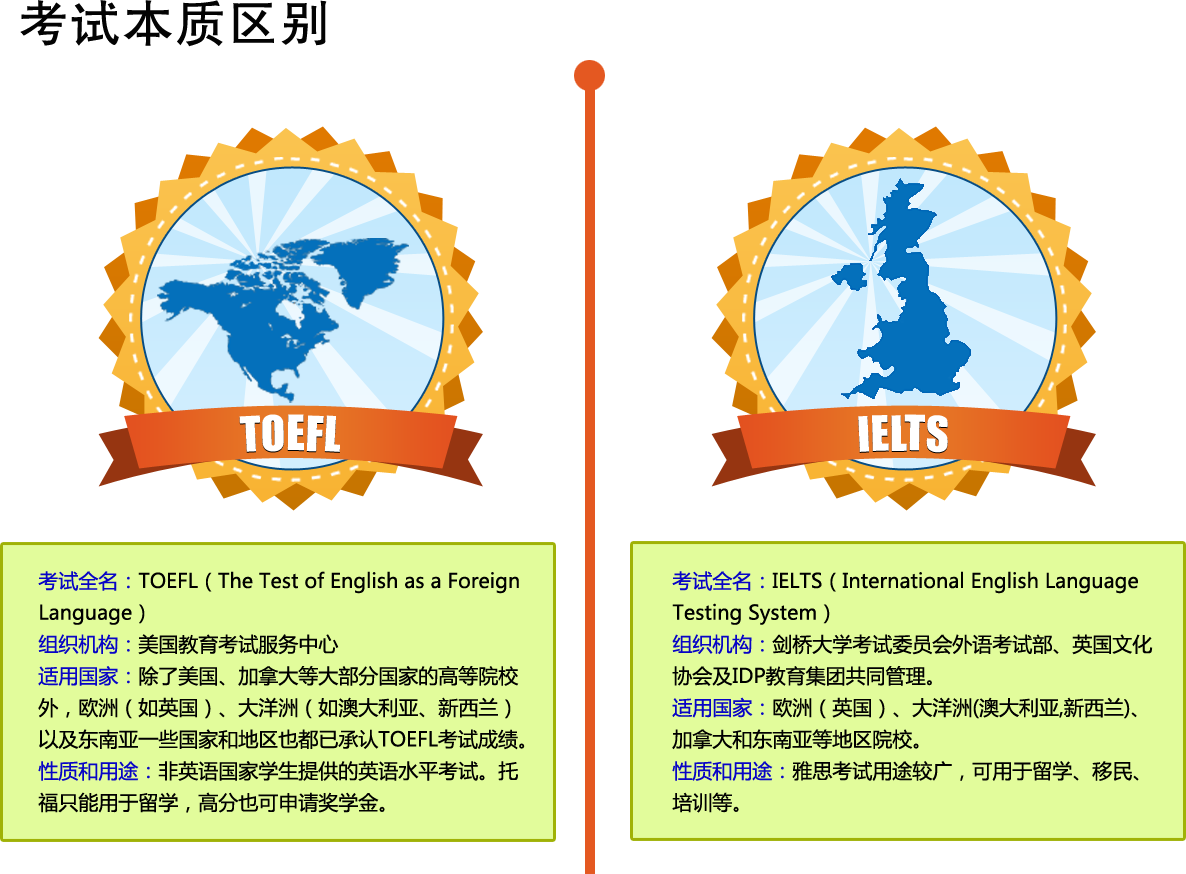 考试本质区别
TOEFL
考试全名：TOEFL（The Test of English as a Foreign
Language）
组织机构：美国教育考试服务中心
适用国家：除了美国、加拿大等大部分国家的高等院校
外，欧洲（如英国）、大洋洲（如澳大利亚、新西兰）
以及东南亚一些国家和地区也都已承认TOEFL考试成绩。
性质和用途：非英语国家学生提供的英语水平考试。托
福只能用于留学，高分也可申请奖学金。
IELTS
考试全名：IELTS（International English Language
Testing System）
组织机构：剑桥大学考试委员会外语考试部、英国文化
协会及IDP教育集团共同管理。
适用国家：欧洲（英国）、大洋洲(澳大利亚,新西兰)、
加拿大和东南亚等地区院校。
性质和用途：雅思考试用途较广，可用于留学、移民、
培训等。